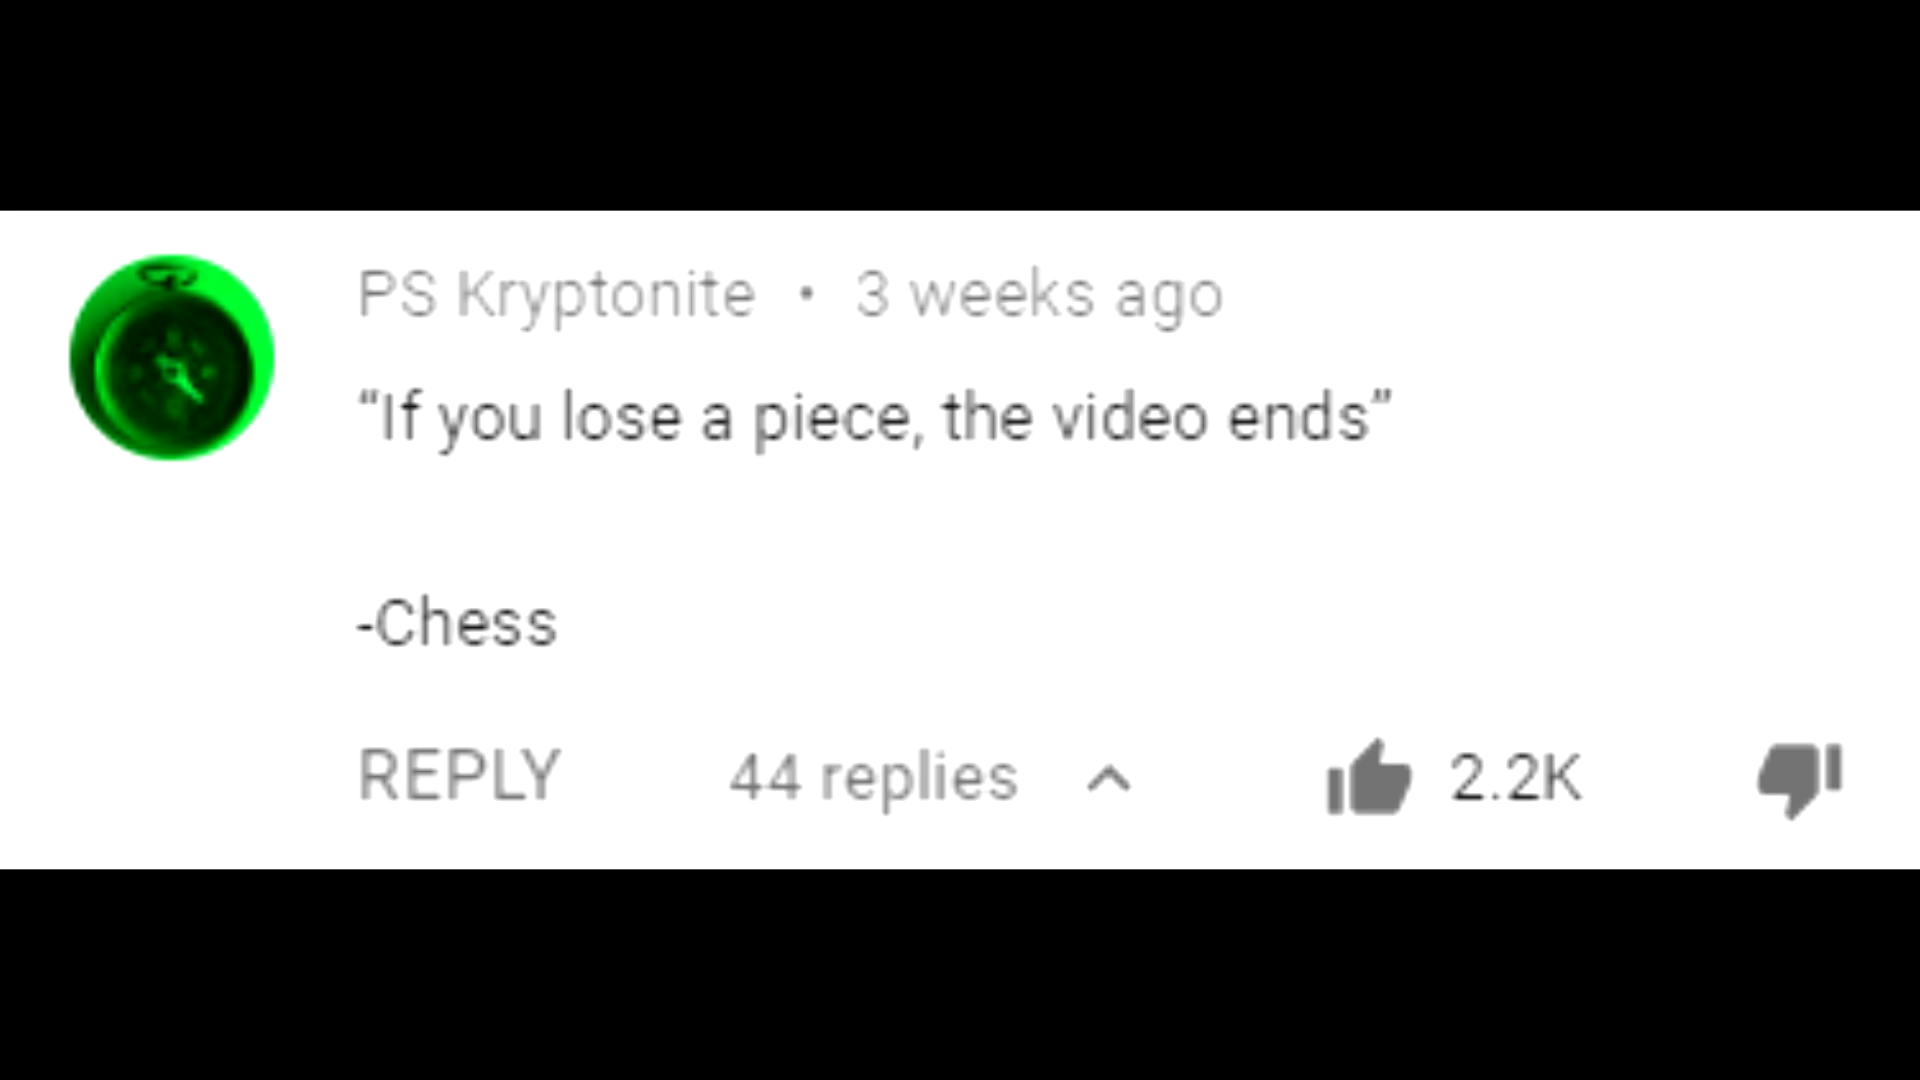 PS Kryptonite • 3 weeks ago
“If you lose a piece, the video ends”
-Chess
REPLY 44 replies 2.2K